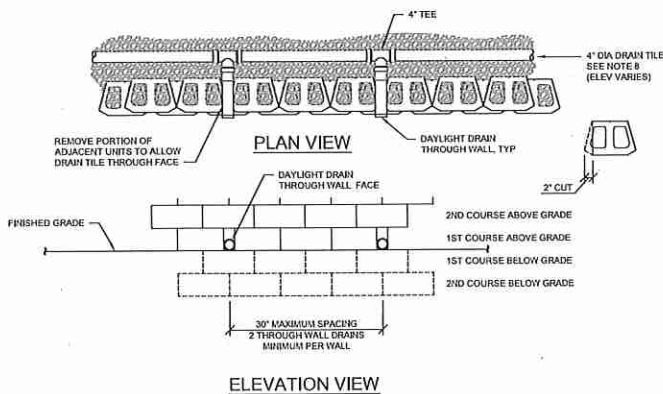 4" TEE
4" DIA DRAIN TILE
SEE NOTE 8
(ELEV VARIES)
REMOVE PORTION OF
ADJACENT UNITS TO ALLOW
DRAIN TILE THROUGH FACE
PLAN VIEW
DAYLIGHT DRAIN
THROUGH WALL, TYP
2" CUT
DAYLIGHT DRAIN
THROUGH WALL FACE
FINISHED GRADE
2ND COURSE ABOVE GRADE
1ST COURSE ABOVE GRADE
1ST COURSE BELOW GRADE
2ND COURSE BELOW GRADE
30" MAXIMUM SPACING
2 THROUGH WALL DRAINS
MINIMUM PER WALL
ELEVATION VIEW